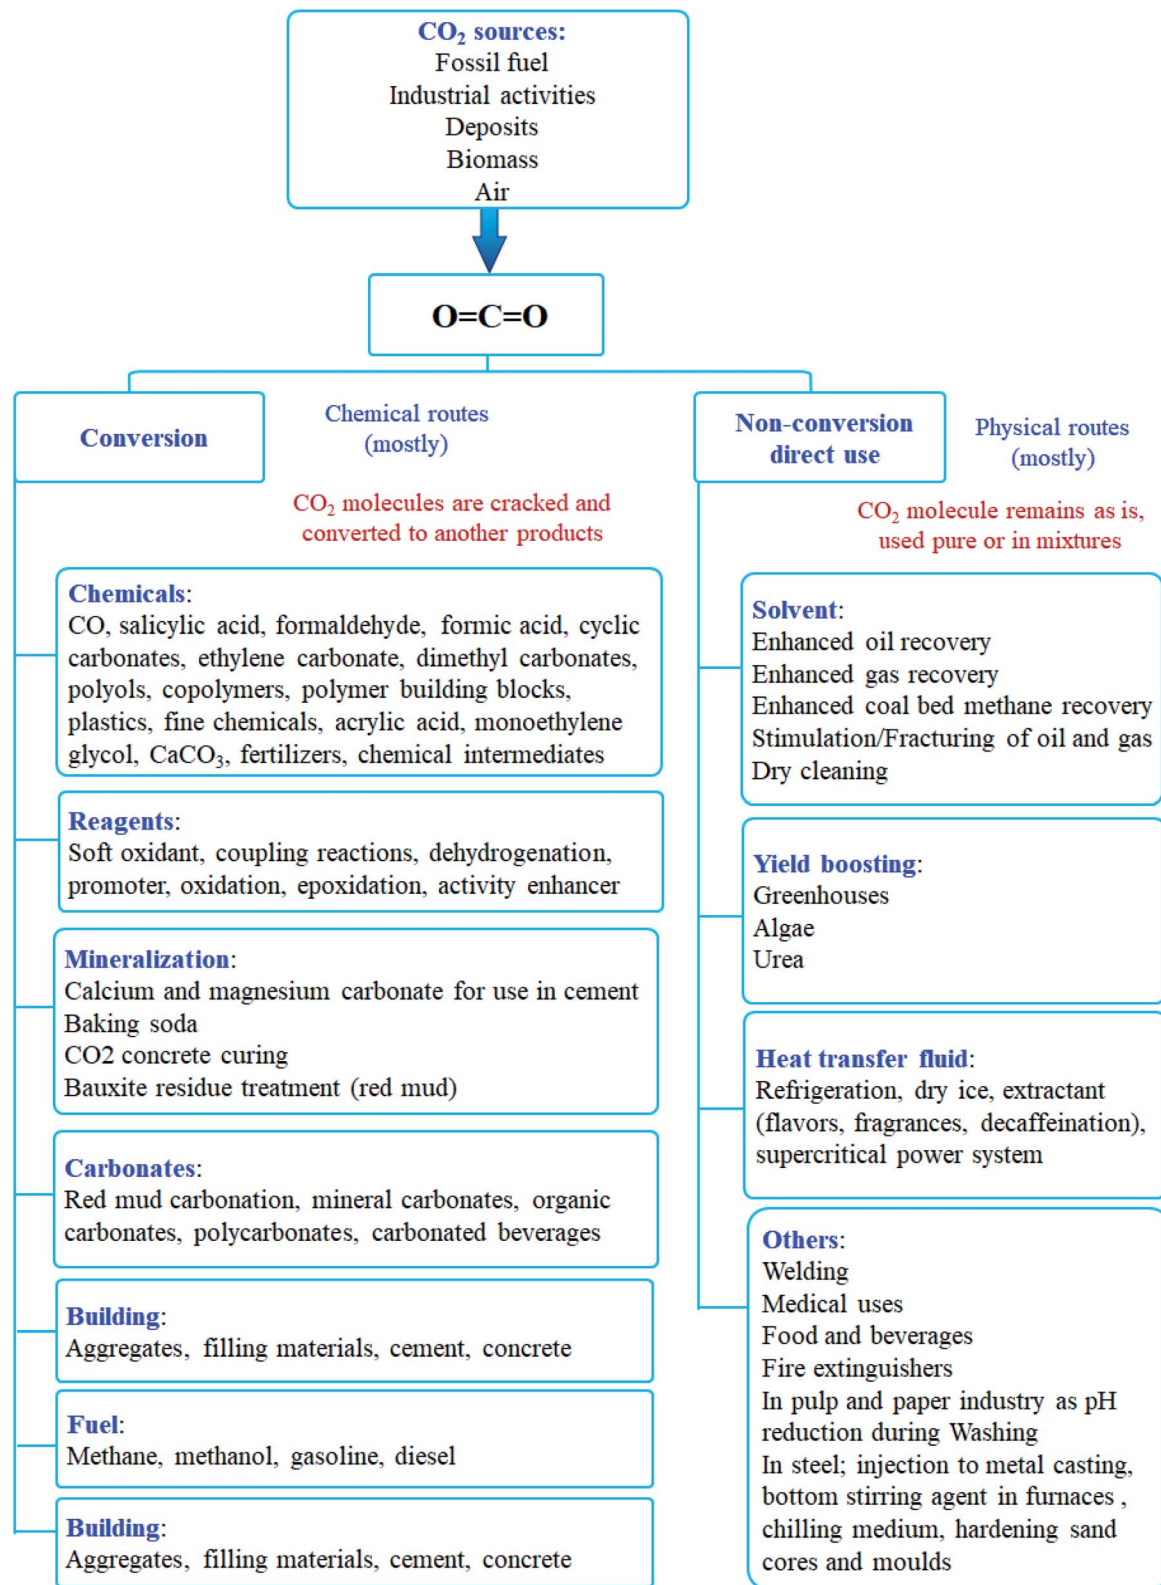 CO₂ sources:
Fossil fuel
Industrial activities
Deposits
Biomass
Air
O=C=O
Conversion
Chemical routes
(mostly)
CO₂ molecules are cracked and
converted to another products
Chemicals:
CO, salicylic acid, formaldehyde, formic acid, cyclic
carbonates, ethylene carbonate, dimethyl carbonates,
polyols, copolymers, polymer building blocks,
plastics, fine chemicals, acrylic acid, monoethylene
glycol, CaCO₃, fertilizers, chemical intermediates
Reagents:
Soft oxidant, coupling reactions, dehydrogenation,
promoter, oxidation, epoxidation, activity enhancer
Mineralization:
Calcium and magnesium carbonate for use in cement
Baking soda
CO2 concrete curing
Bauxite residue treatment (red mud)
Carbonates:
Red mud carbonation, mineral carbonates, organic
carbonates, polycarbonates, carbonated beverages
Building:
Aggregates, filling materials, cement, concrete
Fuel:
Methane, methanol, gasoline, diesel
Building:
Aggregates, filling materials, cement, concrete
Non-conversion
direct use
Physical routes
(mostly)
CO₂ molecule remains as is,
used pure or in mixtures
Solvent:
Enhanced oil recovery
Enhanced gas recovery
Enhanced coal bed methane recovery
Stimulation/Fracturing of oil and gas
Dry cleaning
Yield boosting:
Greenhouses
Algae
Urea
Heat transfer fluid:
Refrigeration, dry ice, extractant
(flavors, fragrances, decaffeination),
supercritical power system
Others:
Welding
Medical uses
Food and beverages
Fire extinguishers
In pulp and paper industry as pH
reduction during Washing
In steel; injection to metal casting,
bottom stirring agent in furnaces ,
chilling medium, hardening sand
cores and moulds